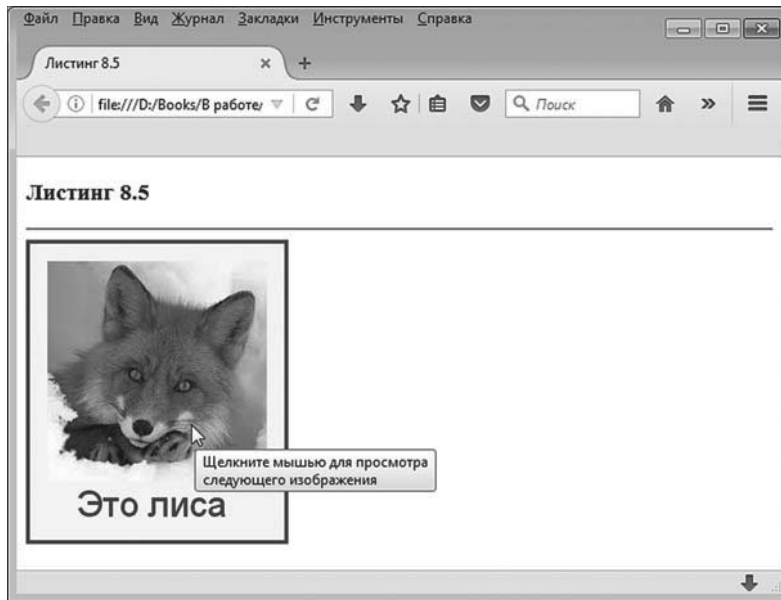 Файл Правка Вид Журнал Закладки Инструменты Справка
Листинг 8.5
file:///D:/Books/В работе/
Поиск
Листинг 8.5
Щелкните мышью для просмотра
следующего изображения
Это лиса